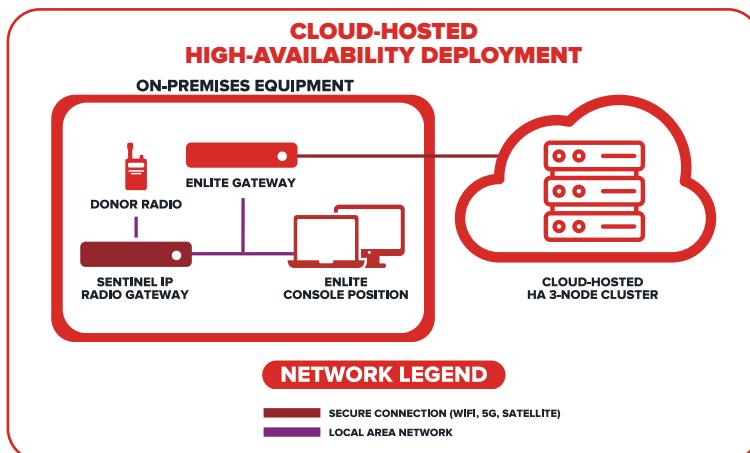 CLOUD-HOSTED
HIGH-AVAILABILITY DEPLOYMENT
ON-PREMISES EQUIPMENT
ENLITE GATEWAY
DONOR RADIO
SENTINEL IP
RADIO GATEWAY
ENLITE
CONSOLE POSITION
CLOUD-HOSTED
HA 3-NODE CLUSTER
NETWORK LEGEND
SECURE CONNECTION (WIFI, 5G, SATELLITE)
LOCAL AREA NETWORK